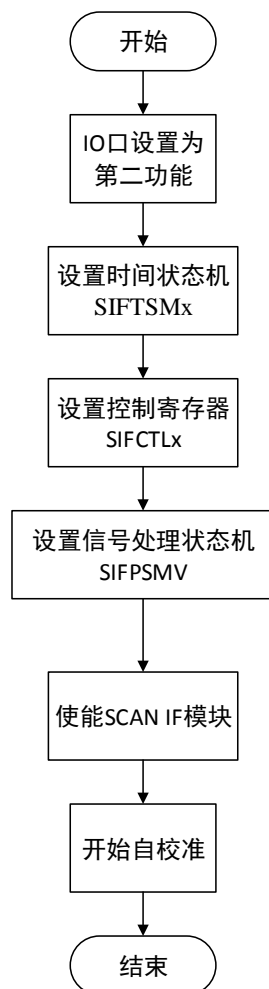 开始
IO口设置为
第二功能
设置时间状态机
SIFTSMx
设置控制寄存器
SIFCTLx
设置信号处理状态机
SIFPSMV
使能SCAN IF模块
开始自校准
结束